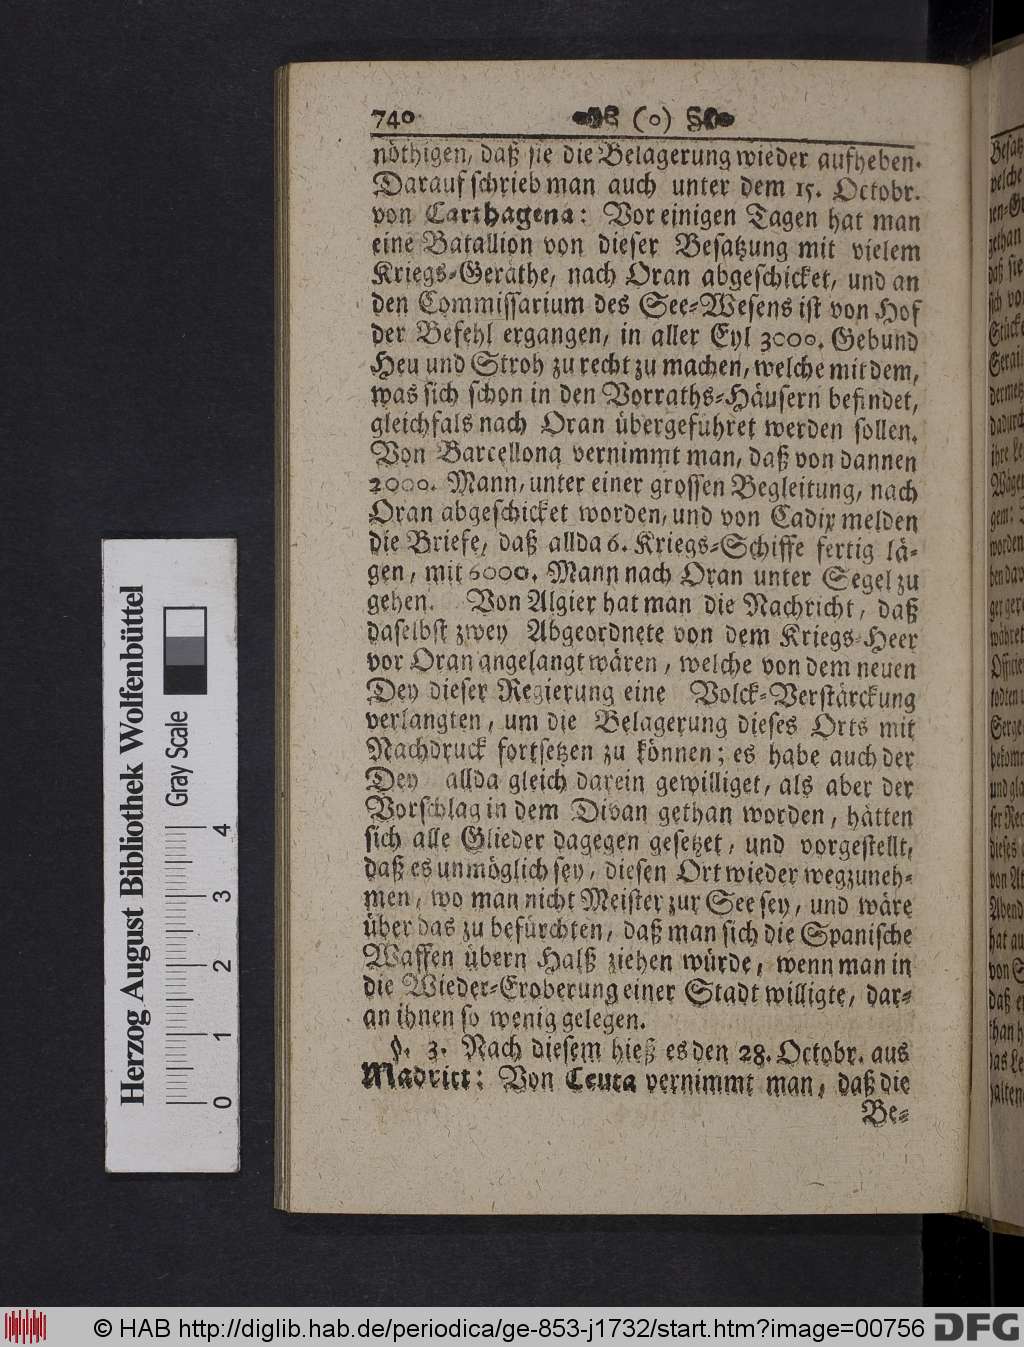 740 (0)
nöthigen, daß sie die Belagerung wieder aufheben.
Darauf schrieb man auch unter dem 15. Octobr.
von Carthagena: Vor einigen Tagen hat man
eine Batallion von dieser Besatzung mit vielem
Kriegs-Geräthe, nach Oran abgeschicket, und an
den Commissarium des See-Wesens ist von Hof
der Befehl ergangen, in aller Eyl 3000. Gebund
Heu und Stroh zu recht zu machen, welche mit dem,
was sich schon in den Vorraths-Häusern befindet,
gleichfals nach Oran übergeführet werden sollen.
Von Barcellona vernimmt man, daß von dannen
2000. Mann, unter einer grossen Begleitung, nach
Oran abgeschicket worden, und von Cadix melden
die Briefe, daß allda 6. Kriegs-Schiffe fertig lä-
gen, mit 6000. Mann nach Oran unter Segel zu
gehen. Von Algier hat man die Nachricht, daß
daselbst zwey Abgeordnete von dem Kriegs-Heer
vor Oran angelangt wären, welche von dem neuen
Dey dieser Regierung eine Volck-Verstärckung
verlangten, um die Belagerung dieses Orts mit
Nachdruck fortsetzen zu können; es habe auch der
Dey allda gleich darein gewilliget, als aber der
Vorschlag in dem Divan gethan worden, hätten
sich alle Glieder dagegen gesetzet, und vorgestellt,
daß es unmöglich sey, diesen Ort wieder wegzuneh-
men, wo man nicht Meister zur See sey, und wäre
über das zu befürchten, daß man sich die Spanische
Waffen übern Halß ziehen würde, wenn man in
die Wieder-Eroberung einer Stadt willigte, dar-
an ihnen so wenig gelegen.
§. 3. Nach diesem hieß es den 28. Octobr. aus
Madritt: Von Ceuta vernimmt man, daß die
Be-
Herzog August Bibliothek Wolfenbüttel
Gray Scale
0 1 2 3 4
© HAB http://diglib.hab.de/periodica/ge-853-j1732/start.htm?image=00756
DFG